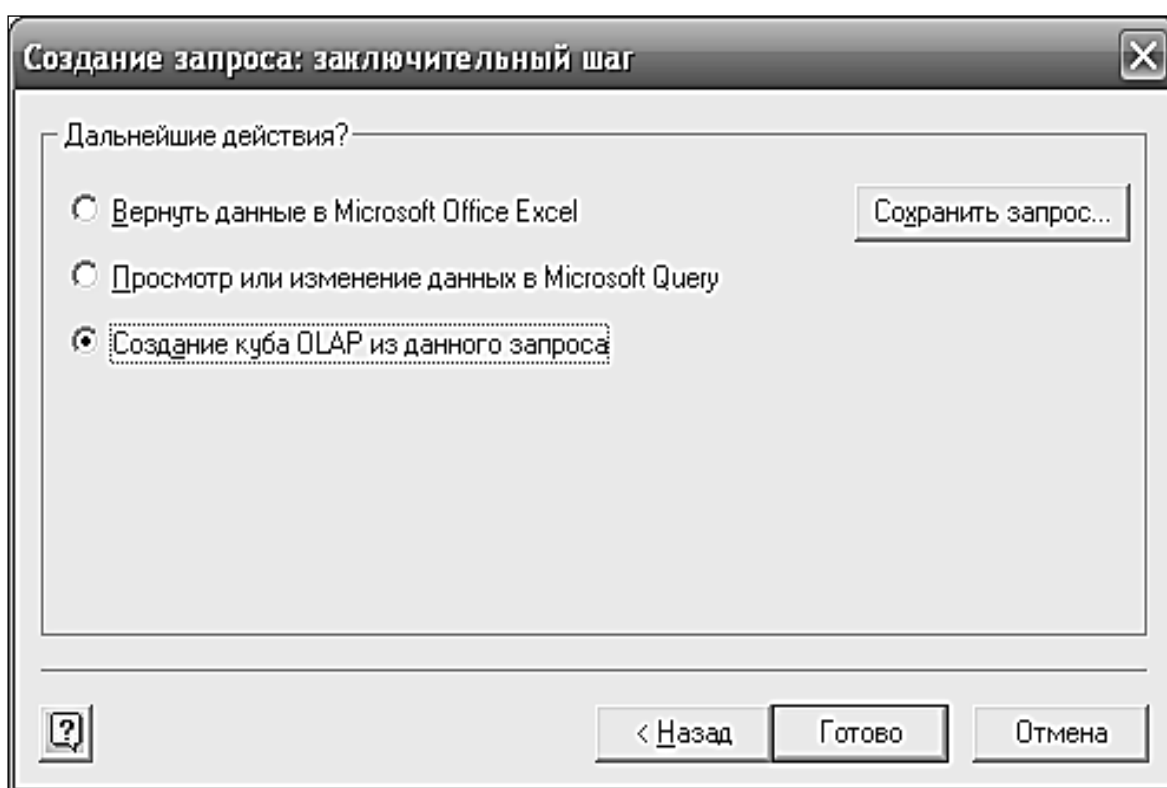 Создание запроса: заключительный шаг
Дальнейшие действия?
Вернуть данные в Microsoft Office Excel
Сохранить запрос...
Просмотр или изменение данных в Microsoft Query
Создание куба OLAP из данного запроса
?
< Назад
Готово
Отмена